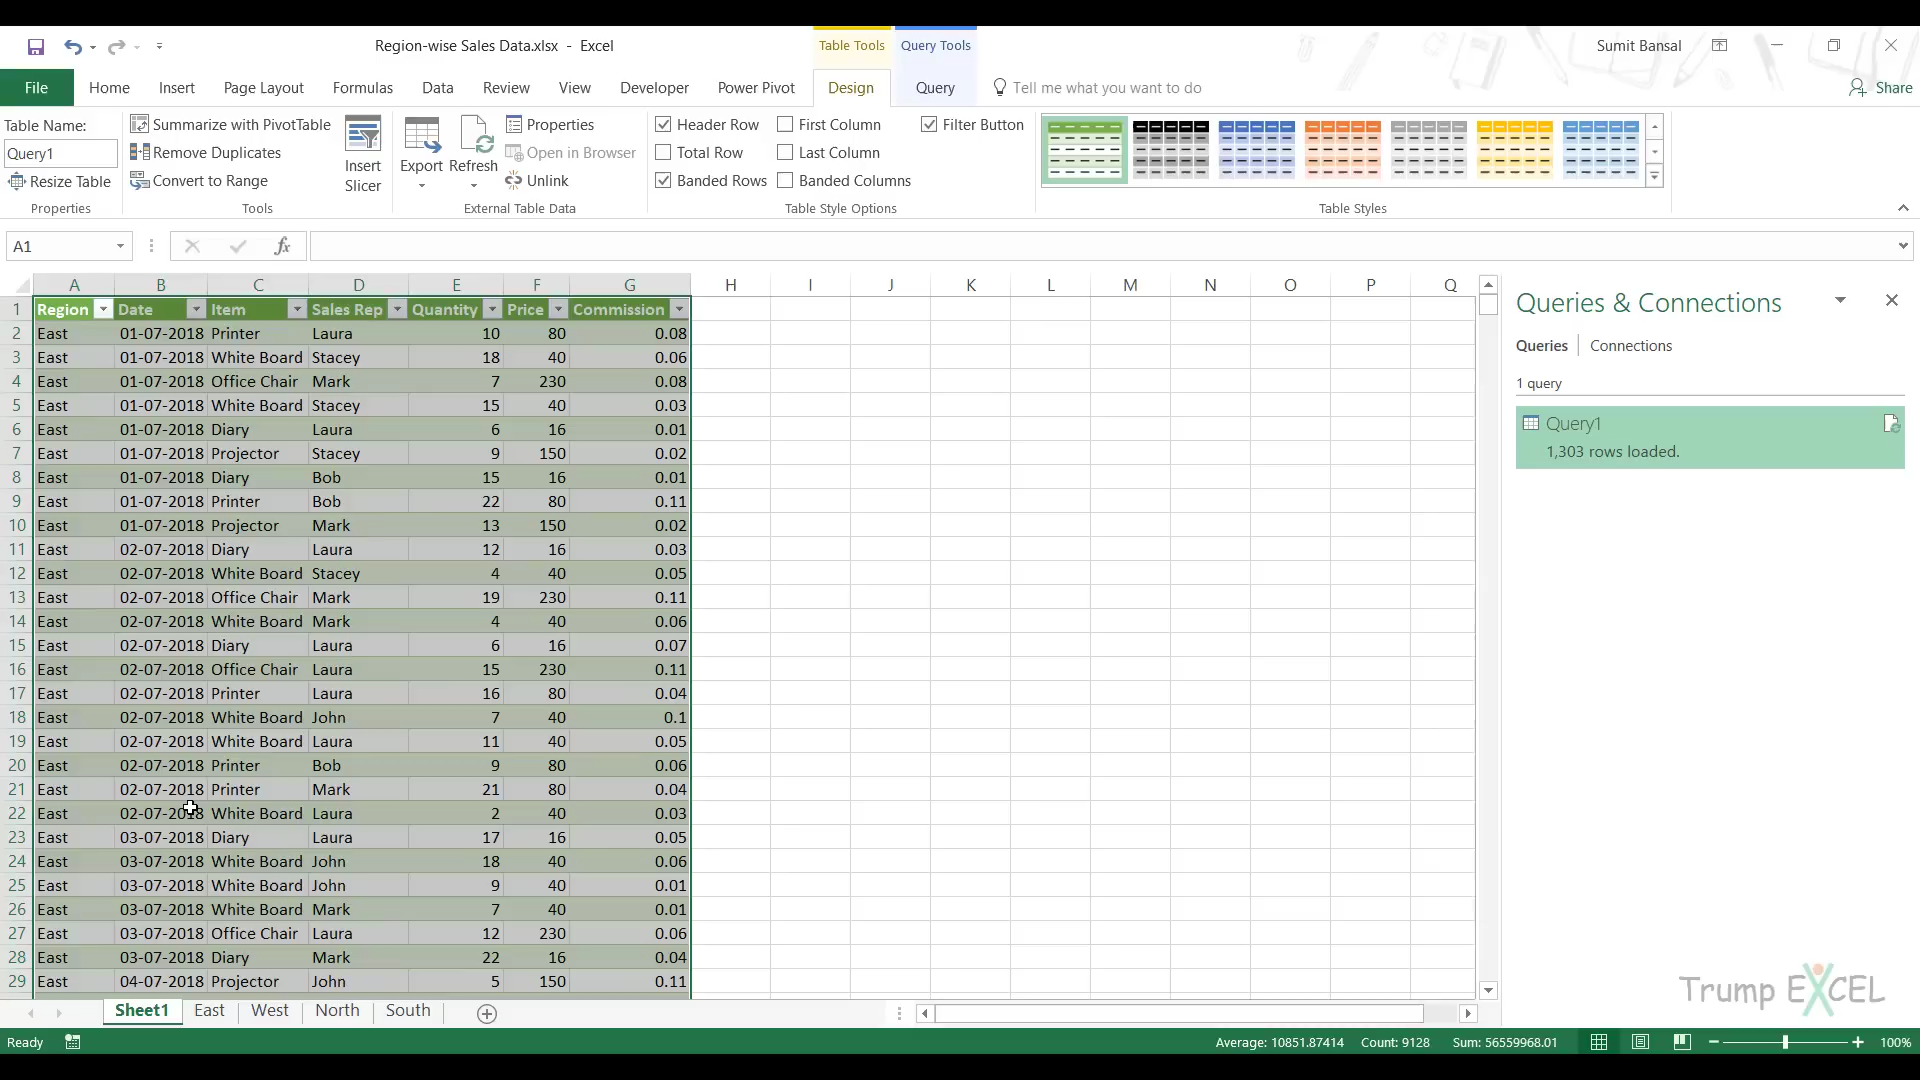 Region-wise Sales Data.xlsx - Excel
Table Tools
Query Tools
Sumit Bansal
File
Home
Insert
Page Layout
Formulas
Data
Review
View
Developer
Power Pivot
Design
Query
Tell me what you want to do
Share
Table Name:
Query1
Resize Table
Properties
Summarize with PivotTable
Remove Duplicates
Convert to Range
Tools
Insert
Slicer
Export
Refresh
Properties
Open in Browser
Unlink
External Table Data
Header Row
Total Row
Banded Rows
First Column
Last Column
Banded Columns
Filter Button
Table Style Options
Table Styles
A1
fx
A B C D E F G H I J K L M N O P Q
1 Region Date Item Sales Rep Quantity Price Commission
2 East 01-07-2018 Printer Laura 10 80 0.08
3 East 01-07-2018 White Board Stacey 18 40 0.06
4 East 01-07-2018 Office Chair Mark 7 230 0.08
5 East 01-07-2018 White Board Stacey 15 40 0.03
6 East 01-07-2018 Diary Laura 6 16 0.01
7 East 01-07-2018 Projector Stacey 9 150 0.02
8 East 01-07-2018 Diary Bob 15 16 0.01
9 East 01-07-2018 Printer Bob 22 80 0.11
10 East 01-07-2018 Projector Mark 13 150 0.02
11 East 02-07-2018 Diary Laura 12 16 0.03
12 East 02-07-2018 White Board Stacey 4 40 0.05
13 East 02-07-2018 Office Chair Mark 19 230 0.11
14 East 02-07-2018 White Board Mark 4 40 0.06
15 East 02-07-2018 Diary Laura 6 16 0.07
16 East 02-07-2018 Office Chair Laura 15 230 0.11
17 East 02-07-2018 Printer Laura 16 80 0.04
18 East 02-07-2018 White Board John 7 40 0.1
19 East 02-07-2018 White Board Laura 11 40 0.05
20 East 02-07-2018 Printer Bob 9 80 0.06
21 East 02-07-2018 Printer Mark 21 80 0.04
22 East 02-07-2018 White Board Laura 2 40 0.03
23 East 03-07-2018 Diary Laura 17 16 0.05
24 East 03-07-2018 White Board John 18 40 0.06
25 East 03-07-2018 White Board John 9 40 0.01
26 East 03-07-2018 White Board Mark 7 40 0.01
27 East 03-07-2018 Office Chair Laura 12 230 0.06
28 East 03-07-2018 Diary Mark 22 16 0.04
29 East 04-07-2018 Projector John 5 150 0.11
Queries & Connections
Queries
Connections
1 query
Query1
1,303 rows loaded.
Trump EXCEL
Sheet1 East West North South
Ready
Average: 10851.87414
Count: 9128
Sum: 56559968.01
100%